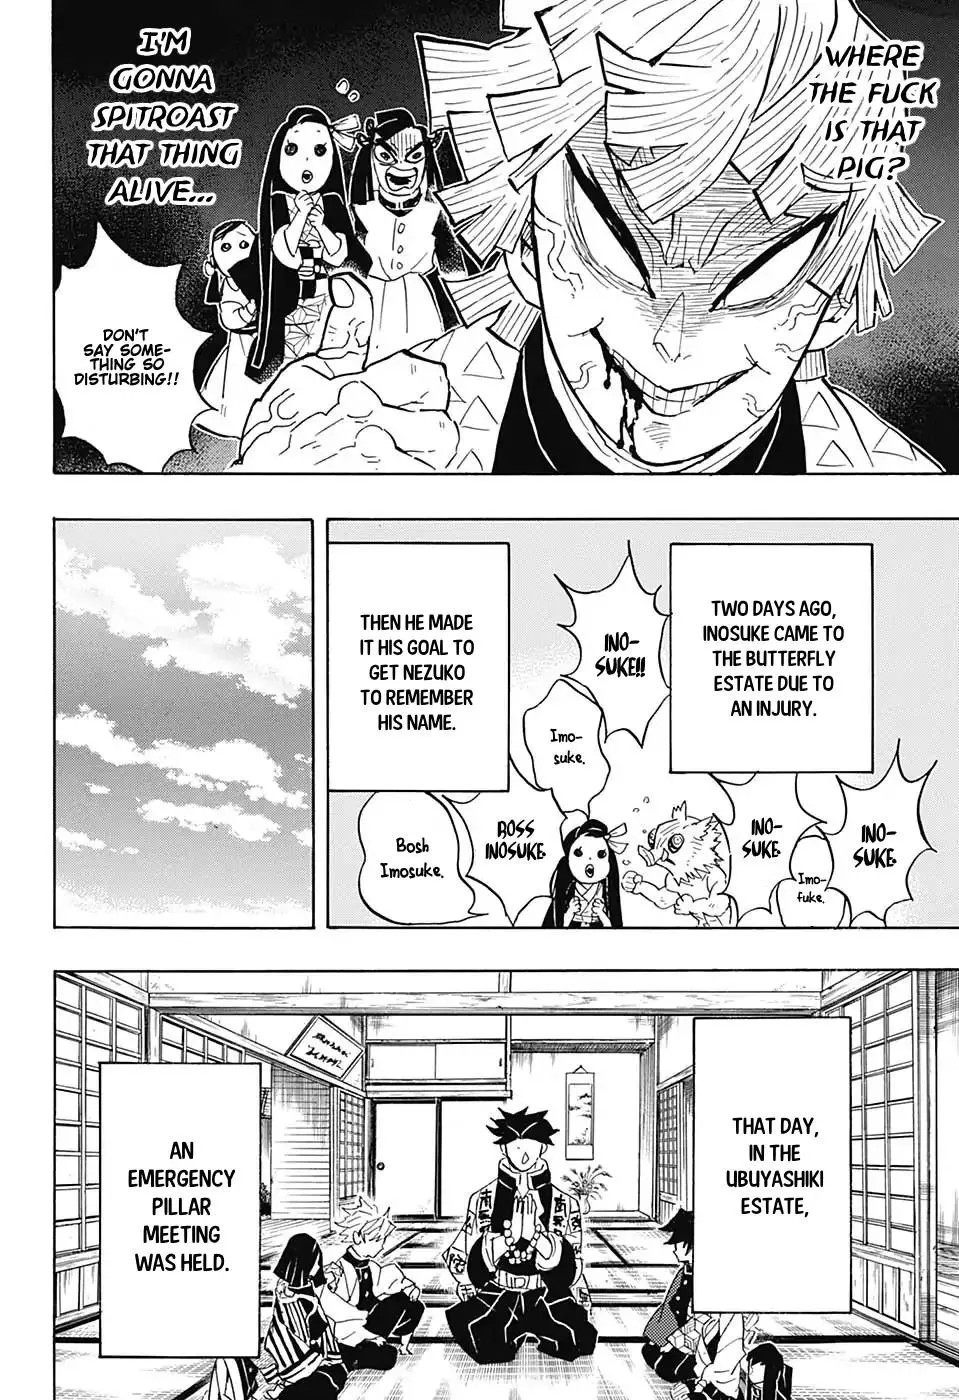 WHERE
THE FUCK
IS THAT
PIG?
I'M
GONNA
SPITROAST
THAT THING
ALIVE...
DON'T
SAY SOME-
THING SO
DISTURBING!!
TWO DAYS AGO,
INOSUKE CAME TO
THE BUTTERFLY
ESTATE DUE TO
AN INJURY.
THEN HE MADE
IT HIS GOAL TO
GET NEZUKO
TO REMEMBER
HIS NAME.
INO-
SUKE.
Imo-
fuke.
INO-
SUKE.
INO-
SUKE!!
Imo-
suke.
BOSS
INOSUKE.
Bosh
Imosuke.
THAT DAY,
IN THE
UBUYASHIKI
ESTATE,
AN
EMERGENCY
PILLAR
MEETING
WAS HELD.